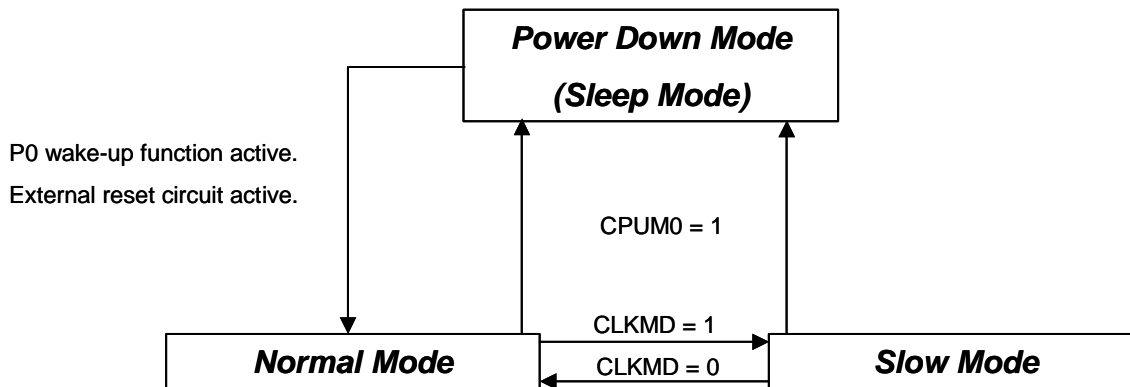 Power Down Mode
(Sleep Mode)
P0 wake-up function active.
External reset circuit active.
CPUM0 = 1
CLKMD = 1
Normal Mode
Slow Mode
CLKMD = 0